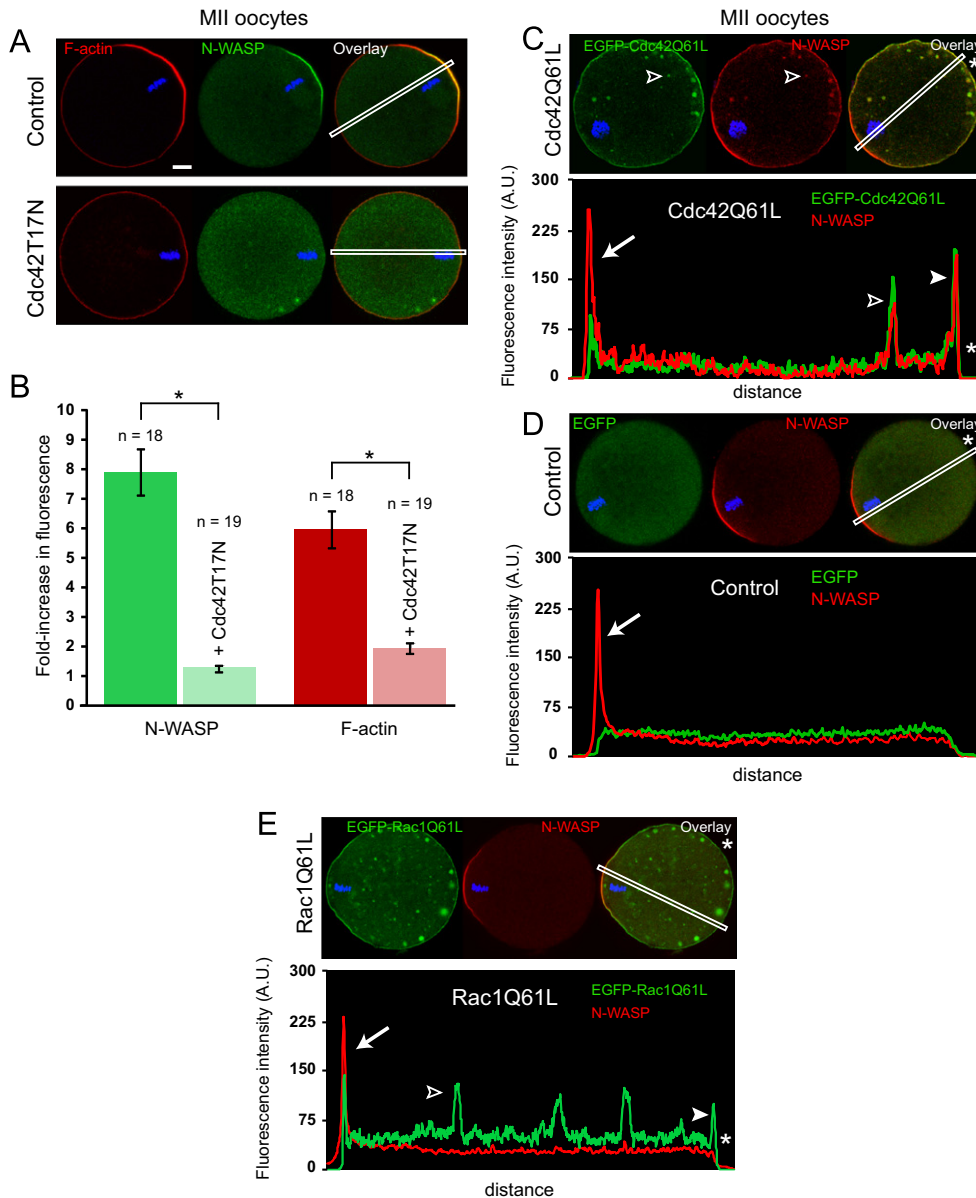 MII oocytes
A
Control
F-actin
N-WASP
Overlay
Cdc42T17N
B
Fold-increase in fluorescence
10
9
8
7
6
5
4
3
2
1
0
*
n = 18
n = 19
+ Cdc42T17N
*
n = 18
n = 19
+ Cdc42T17N
N-WASP
F-actin
MII oocytes
C
Cdc42Q61L
EGFP-Cdc42Q61L
N-WASP
Overlay
*
Fluorescence intensity (A.U.)
300
225
150
75
0
Cdc42Q61L
EGFP-Cdc42Q61L
N-WASP
*
distance
D
Control
EGFP
N-WASP
Overlay
*
Fluorescence intensity (A.U.)
300
225
150
75
0
Control
EGFP
N-WASP
distance
E
Rac1Q61L
EGFP-Rac1Q61L
N-WASP
Overlay
*
Fluorescence intensity (A.U.)
300
225
150
75
0
Rac1Q61L
EGFP-Rac1Q61L
N-WASP
*
distance